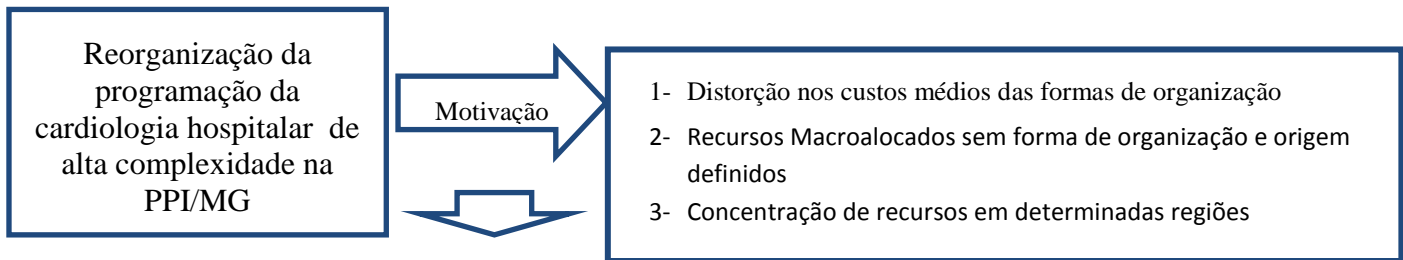 Reorganização da
programação da
cardiologia hospitalar de
alta complexidade na
PPI/MG
Motivação
1- Distorção nos custos médios das formas de organização
2- Recursos Macroalocados sem forma de organização e origem
definidos
3- Concentração de recursos em determinadas regiões